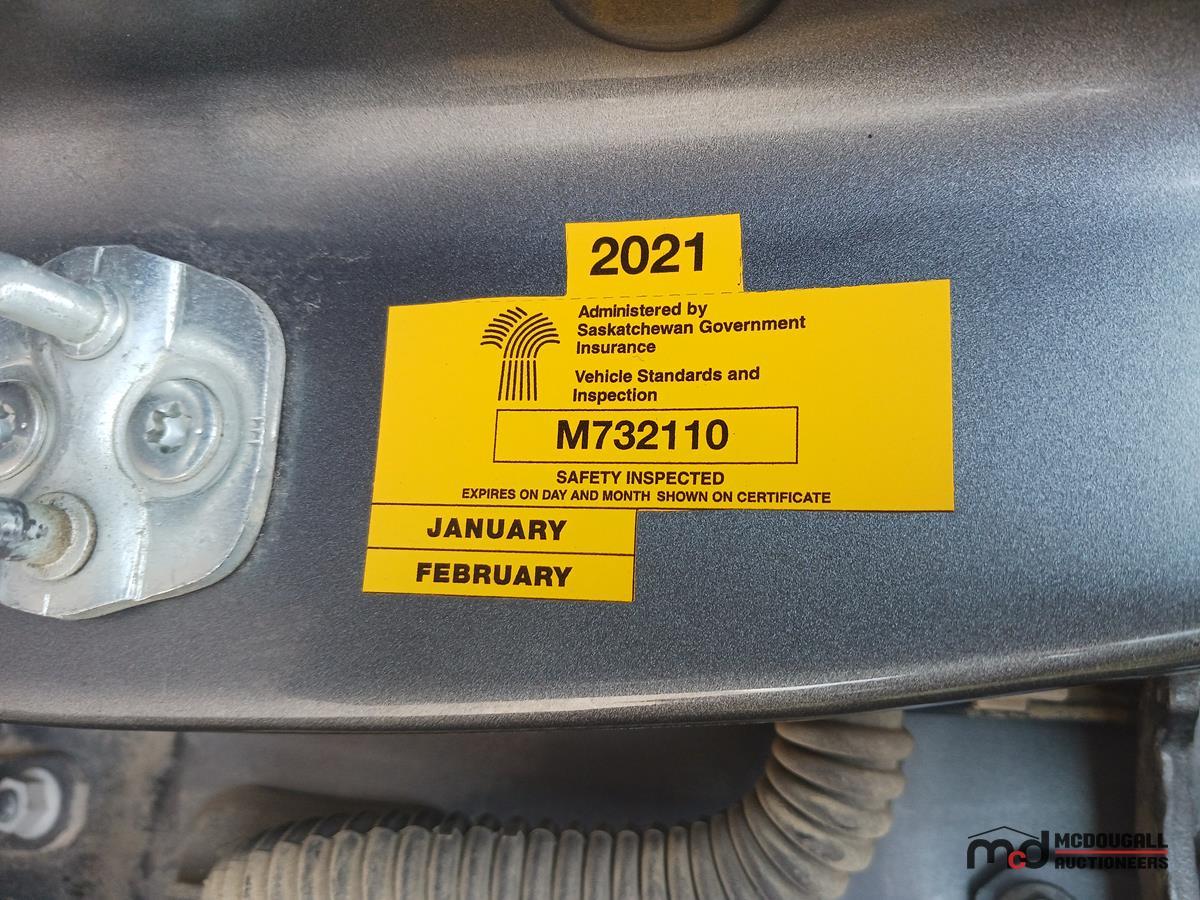 2021
Administered by
Saskatchewan Government
Insurance
Vehicle Standards and
Inspection
M732110
SAFETY INSPECTED
EXPIRES ON DAY AND MONTH SHOWN ON CERTIFICATE
JANUARY
FEBRUARY
mcd MCDOUGALL
AUCTIONEERS